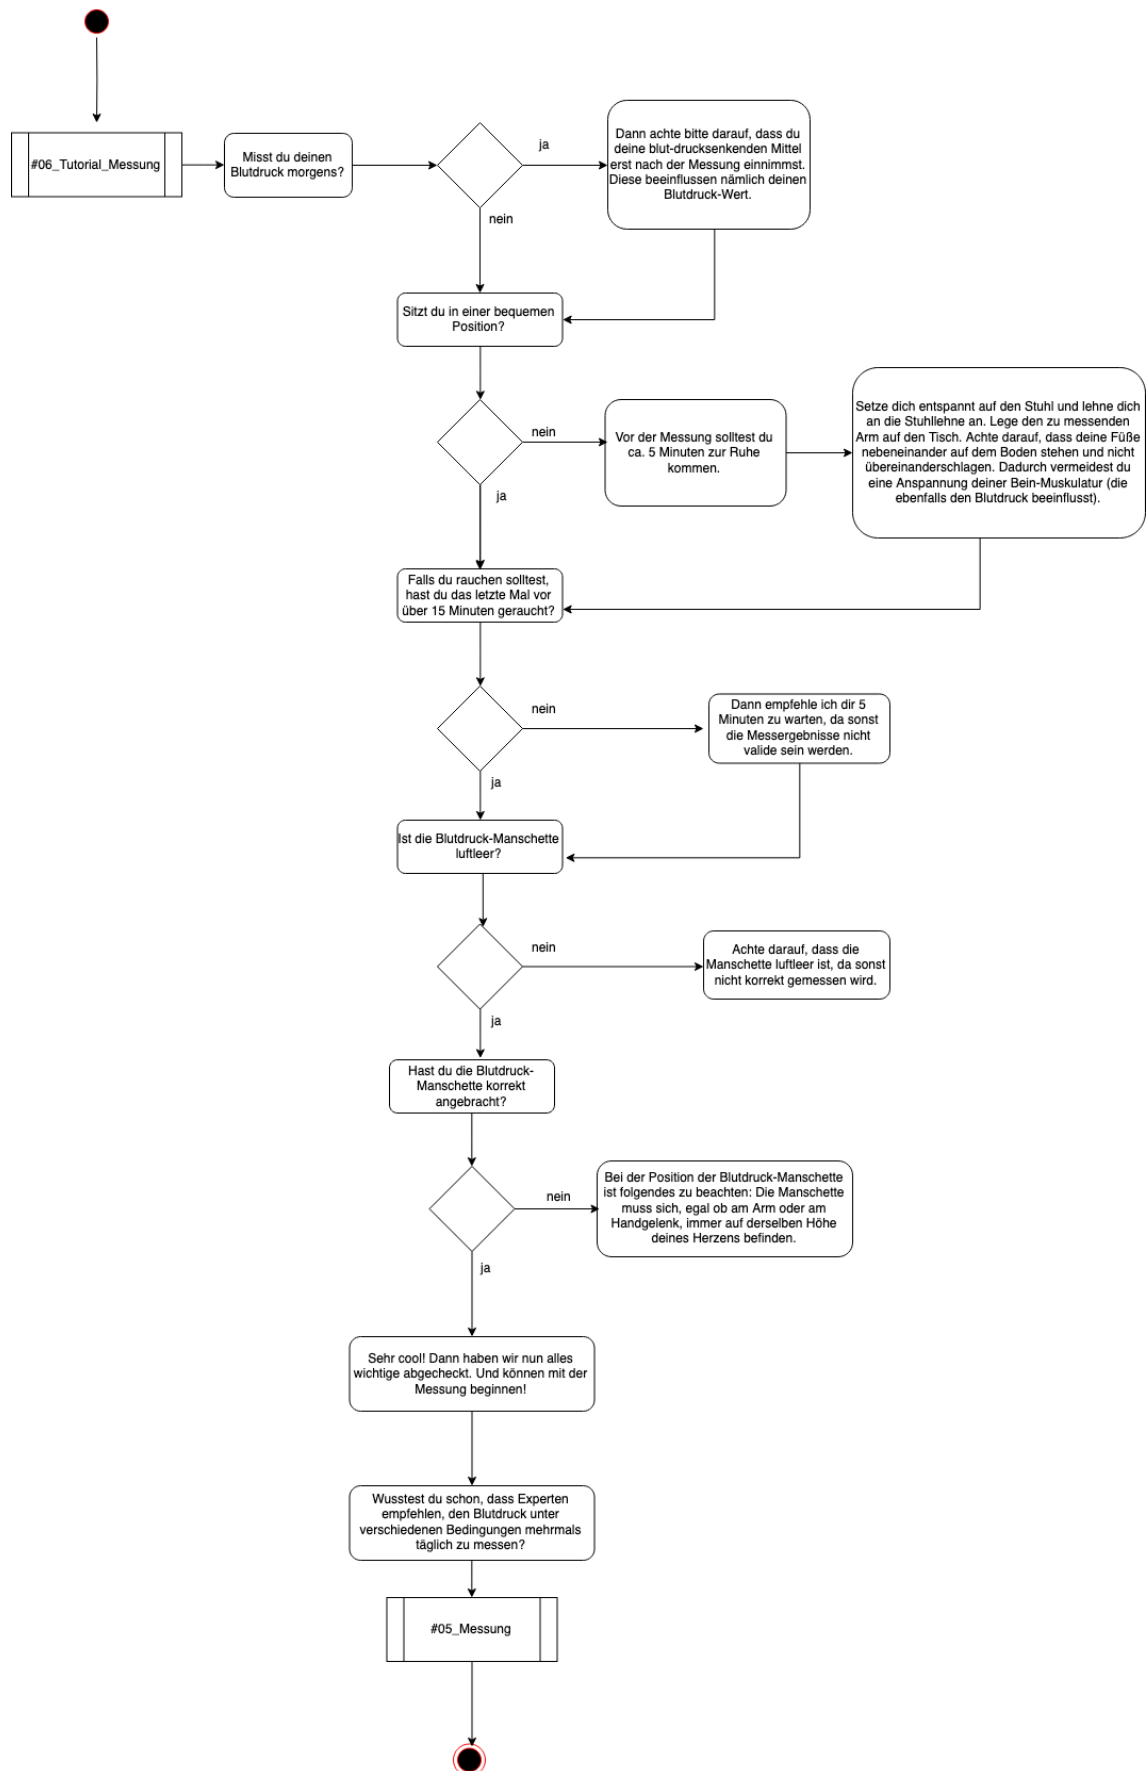 #06_Tutorial_Messung
Misst du deinen
Blutdruck morgens?
ja
Dann achte bitte darauf, dass du
deine blut-drucksenkenden Mittel
erst nach der Messung einnimmst.
Diese beeinflussen nämlich deinen
Blutdruck-Wert.
nein
Sitzt du in einer bequemen
Position?
nein
Vor der Messung solltest du
ca. 5 Minuten zur Ruhe
kommen.
Setze dich entspannt auf den Stuhl und lehne dich
an die Stuhllehne an. Lege den zu messenden
Arm auf den Tisch. Achte darauf, dass deine Füße
nebeneinander auf dem Boden stehen und nicht
übereinanderschlagen. Dadurch vermeidest du
eine Anspannung deiner Bein-Muskulatur (die
ebenfalls den Blutdruck beeinflusst).
ja
Falls du rauchen solltest,
hast du das letzte Mal vor
über 15 Minuten geraucht?
nein
Dann empfehle ich dir 5
Minuten zu warten, da sonst
die Messergebnisse nicht
valide sein werden.
ja
Ist die Blutdruck-Manschette
luftleer?
nein
Achte darauf, dass die
Manschette luftleer ist, da sonst
nicht korrekt gemessen wird.
ja
Hast du die Blutdruck-
Manschette korrekt
angebracht?
nein
Bei der Position der Blutdruck-Manschette
ist folgendes zu beachten: Die Manschette
muss sich, egal ob am Arm oder am
Handgelenk, immer auf derselben Höhe
deines Herzens befinden.
ja
Sehr cool! Dann haben wir nun alles
wichtige abgecheckt. Und können mit der
Messung beginnen!
Wusstest du schon, dass Experten
empfehlen, den Blutdruck unter
verschiedenen Bedingungen mehrmals
täglich zu messen?
#05_Messung